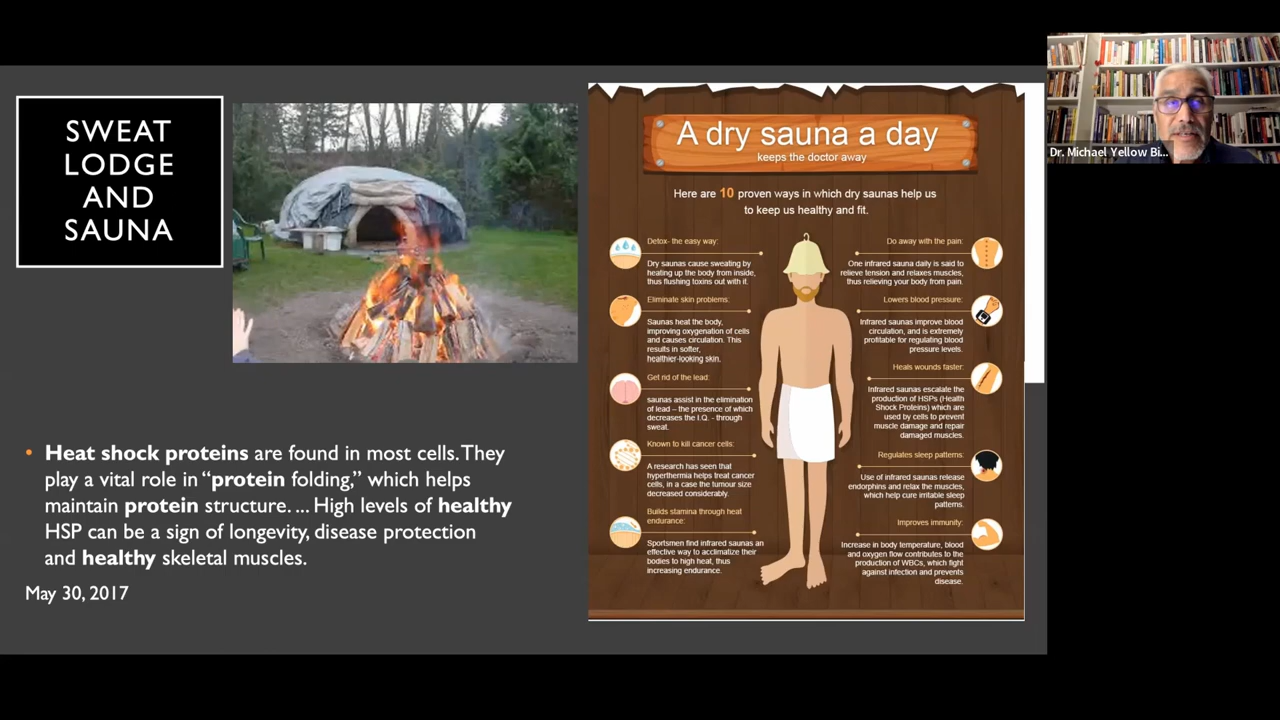 SWEAT
LODGE
AND
SAUNA
• Heat shock proteins are found in most cells. They
play a vital role in “protein folding,” which helps
maintain protein structure. ... High levels of healthy
HSP can be a sign of longevity, disease protection
and healthy skeletal muscles.
May 30, 2017
A dry sauna a day
keeps the doctor away
Here are 10 proven ways in which dry saunas help us
to keep us healthy and fit.
Detox- the easy way:
Dry saunas cause sweating by
heating up the body from inside,
thus flushing toxins out with it.
Eliminate skin problems:
Saunas heat the body,
improving oxygenation of cells
and causes circulation. This
results in softer,
healthier-looking skin.
Get rid of the lead:
saunas assist in the elimination
of lead – the presence of which
decreases the I.Q. - through
sweat.
Known to kill cancer cells:
A research has seen that
hyperthermia helps treat cancer
cells, in a case the tumour size
decreased considerably.
Builds stamina through heat
endurance:
Sportsmen find infrared saunas an
effective way to acclimatize their
bodies to high heat, thus
increasing endurance.
Do away with the pain:
One infrared sauna daily is said to
relieve tension and relaxes muscles,
thus relieving your body from pain.
Lowers blood pressure:
Infrared saunas improve blood
circulation, and is extremely
profitable for regulating blood
pressure levels.
Heals wounds faster:
Infrared saunas escalate the
production of HSPs (Health
Shock Proteins) which are
used by cells to prevent
muscle damage and repair
damaged muscles.
Regulates sleep patterns:
Use of infrared saunas release
endorphins and relax the muscles,
which help cure irritable sleep
patterns.
Improves immunity:
Increase in body temperature, blood
and oxygen flow contributes to the
production of WBCs, which fight
against infection and prevents
disease.
Dr. Michael Yellow Bi...